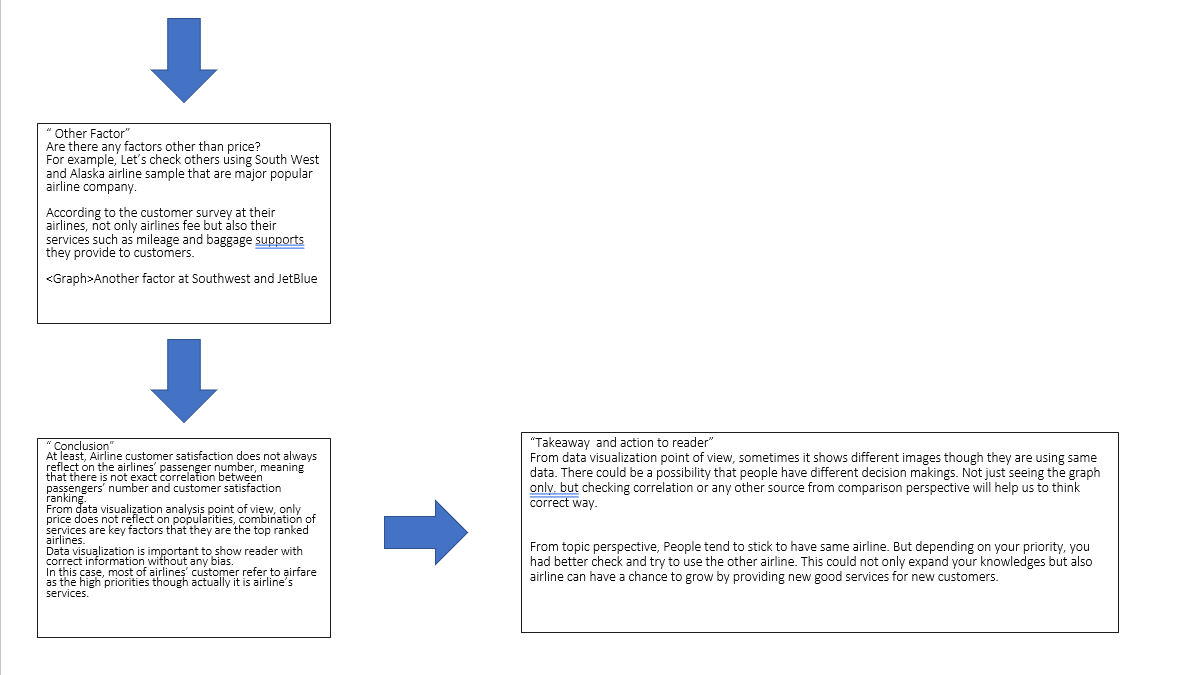 “ Other Factor”
Are there any factors other than price?
For example, Let’s check others using South West
and Alaska airline sample that are major popular
airline company.
According to the customer survey at their
airlines, not only airlines fee but also their
services such as mileage and baggage supports
they provide to customers.
<Graph>Another factor at Southwest and JetBlue
“ Conclusion”
At least, Airline customer satisfaction does not always
reflect on the airlines’ passenger number, meaning
that there is not exact correlation between
passengers’ number and customer satisfaction
ranking.
From data visualization analysis point of view, only
price does not reflect on popularities, combination of
services are key factors that they are the top ranked
airlines.
Data visualization is important to show reader with
correct information without any bias.
In this case, most of airlines’ customer refer to airfare
as the high priorities though actually it is airline’s
services.
“Takeaway  and action to reader”
From data visualization point of view, sometimes it shows different images though they are using same
data. There could be a possibility that people have different decision makings. Not just seeing the graph
only, but checking correlation or any other source from comparison perspective will help us to think
correct way.
From topic perspective, People tend to stick to have same airline. But depending on your priority, you
had better check and try to use the other airline. This could not only expand your knowledges but also
airline can have a chance to grow by providing new good services for new customers.